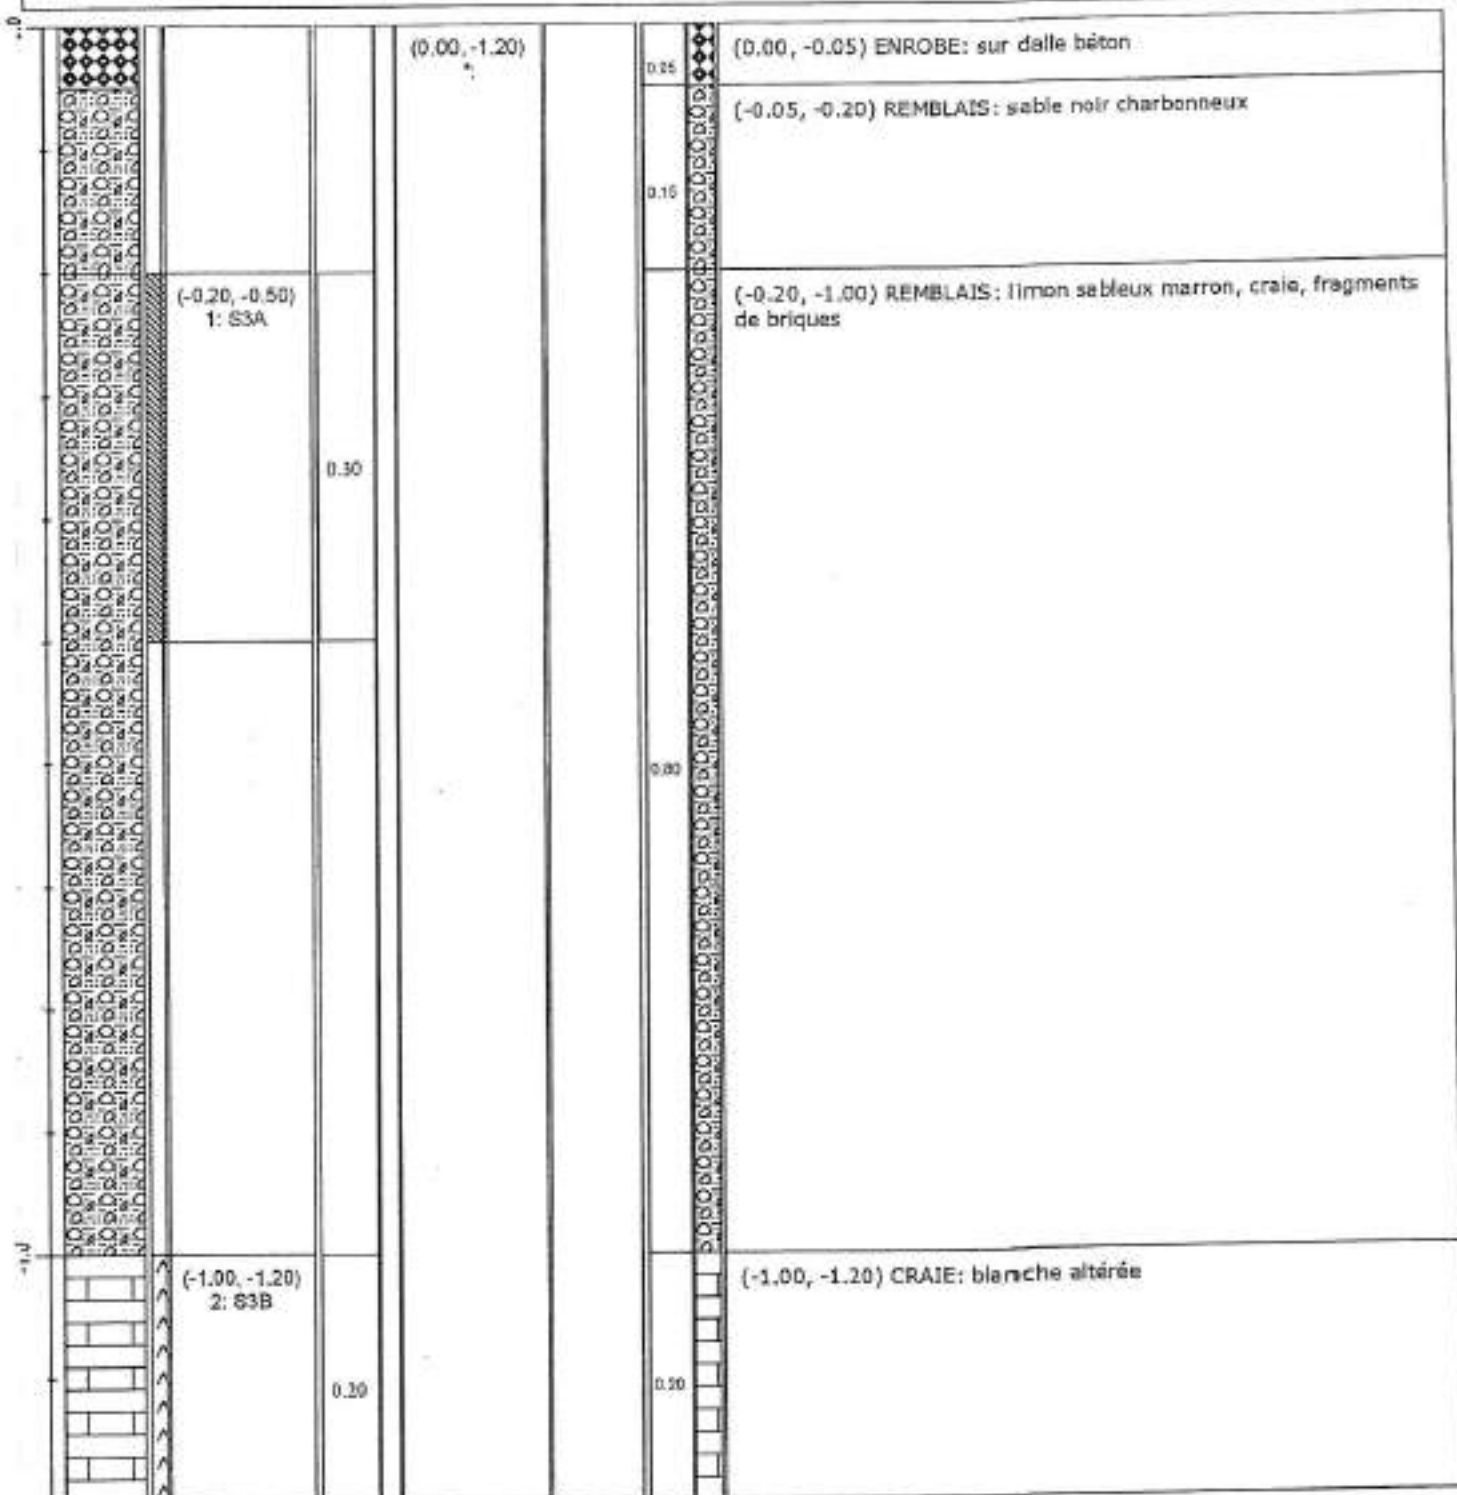 (0.00, -1.20)
*:
0.05
(0.00, -0.05) ENROBE: sur dalle béton
(-0.05, -0.20) REMBLAIS: sable noir charbonneux
0.15
(-0.20, -0.50)
1: S3A
(-0.20, -1.00) REMBLAIS: limon sableux marron, craie, fragments
de briques
0.30
0.80
-1.0
(-1.00, -1.20)
2: S3B
(-1.00, -1.20) CRAIE: blanche altérée
0.20
0.20